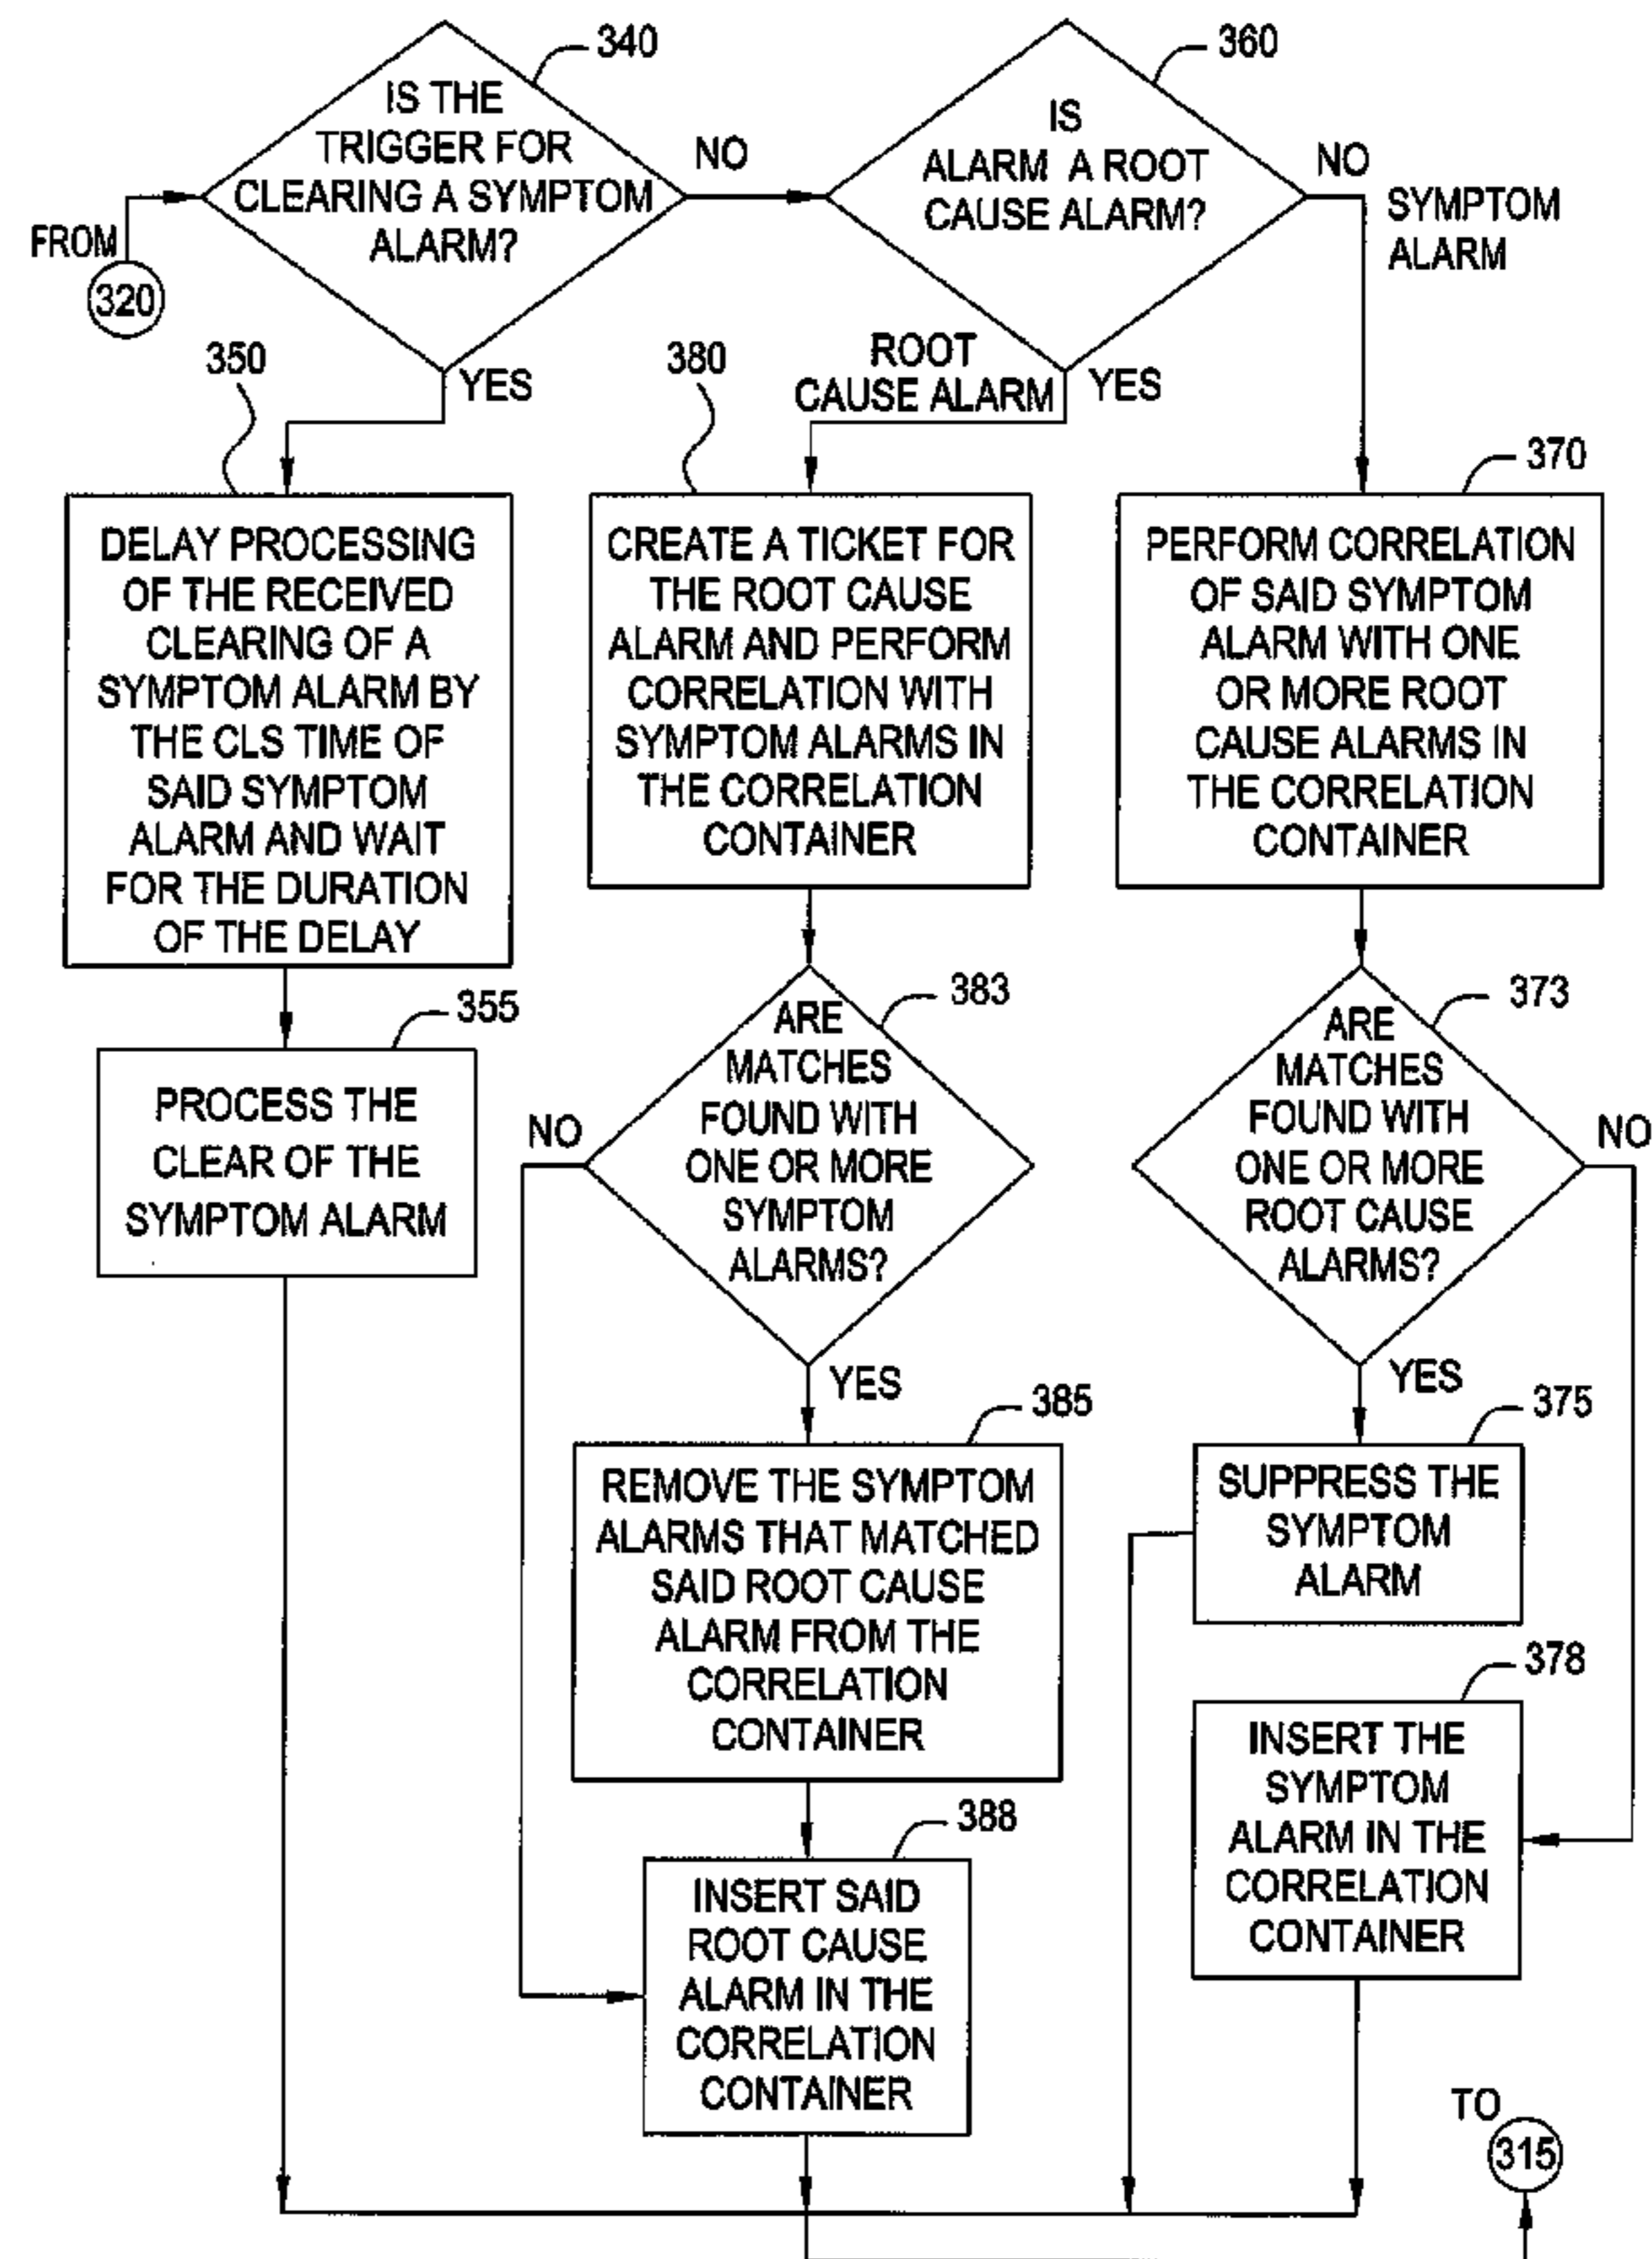 340
IS THE
TRIGGER FOR
CLEARING A SYMPTOM
ALARM?
NO
YES
FROM
320
360
IS
ALARM A ROOT
CAUSE ALARM?
NO
SYMPTOM
ALARM
ROOT
CAUSE ALARM
YES
350
DELAY PROCESSING
OF THE RECEIVED
CLEARING OF A
SYMPTOM ALARM BY
THE CLS TIME OF
SAID SYMPTOM
ALARM AND WAIT
FOR THE DURATION
OF THE DELAY
355
PROCESS THE
CLEAR OF THE
SYMPTOM ALARM
380
CREATE A TICKET FOR
THE ROOT CAUSE
ALARM AND PERFORM
CORRELATION WITH
SYMPTOM ALARMS IN
THE CORRELATION
CONTAINER
383
ARE
MATCHES
FOUND WITH
ONE OR MORE
SYMPTOM
ALARMS?
NO
YES
385
REMOVE THE SYMPTOM
ALARMS THAT MATCHED
SAID ROOT CAUSE
ALARM FROM THE
CORRELATION
CONTAINER
388
INSERT SAID
ROOT CAUSE
ALARM IN THE
CORRELATION
CONTAINER
370
PERFORM CORRELATION
OF SAID SYMPTOM
ALARM WITH ONE
OR MORE ROOT
CAUSE ALARMS IN
THE CORRELATION
CONTAINER
373
ARE
MATCHES
FOUND WITH
ONE OR MORE
ROOT CAUSE
ALARMS?
NO
YES
375
SUPPRESS THE
SYMPTOM
ALARM
378
INSERT THE
SYMPTOM
ALARM IN THE
CORRELATION
CONTAINER
TO
315